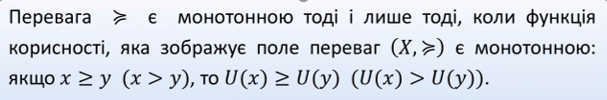 Перевага ≽ є монотонною тоді і лише тоді, коли функція
корисності, яка зображує поле переваг (X,≽) є монотонною:
якщо x ≥ y (x > y), то U(x) ≥ U(y) (U(x) > U(y)).